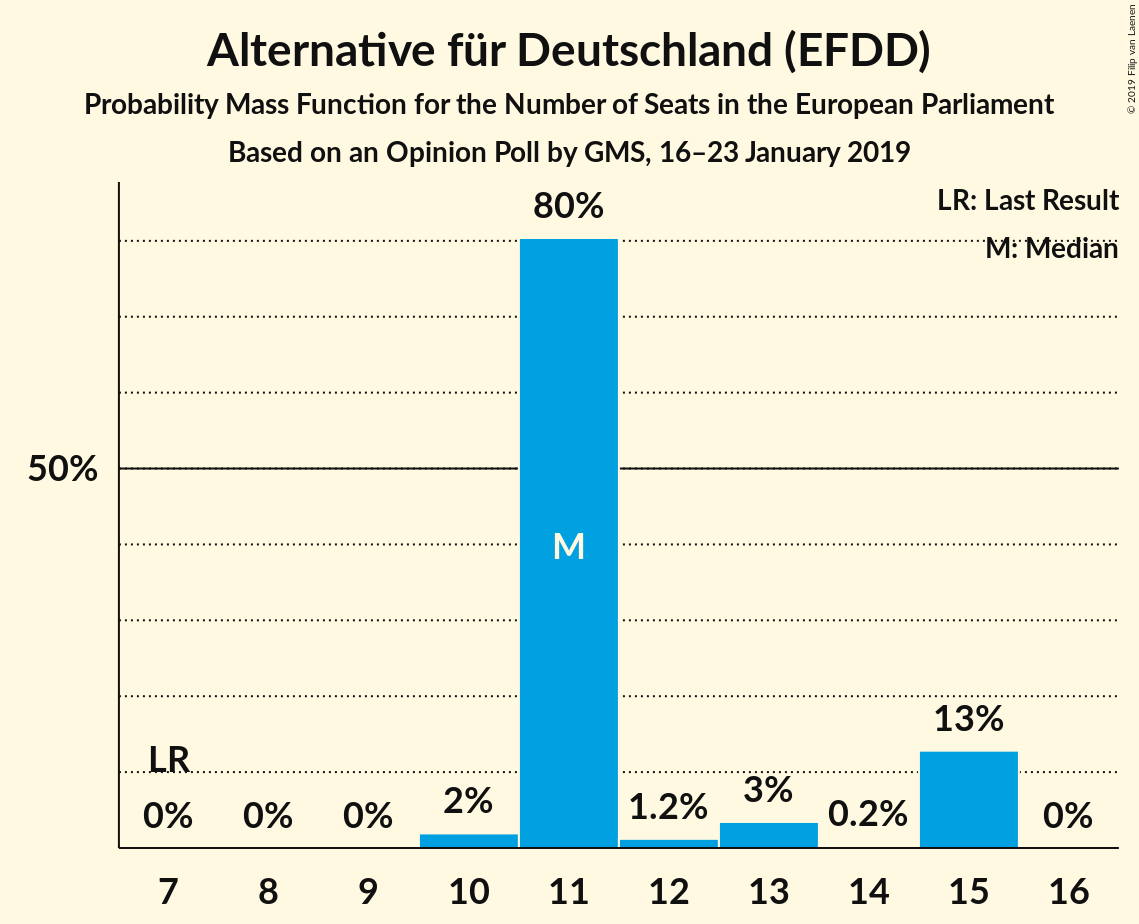 Alternative für Deutschland (EFDD)
Probability Mass Function for the Number of Seats in the European Parliament
Based on an Opinion Poll by GMS, 16–23 January 2019
© 2019 Filip van Laenen
LR: Last Result
M: Median
80%
50%
M
LR
0%
0%
0%
2%
1.2%
3%
0.2%
13%
0%
7 8 9 10 11 12 13 14 15 16